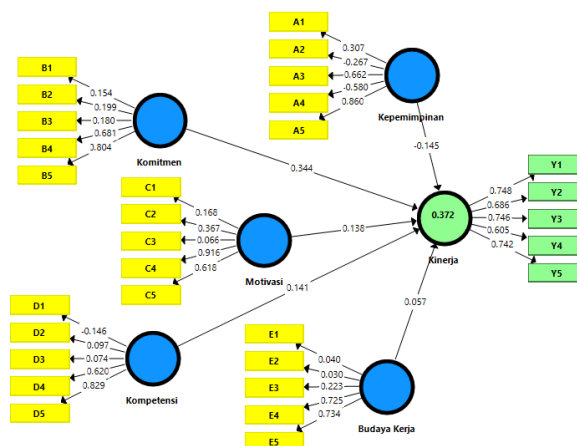 A1
A2
A3
A4
A5
0.307
-0.267
0.662
-0.580
0.860
Kepemimpinan
-0.145
B1
B2
B3
B4
B5
0.154
0.199
0.180
0.681
0.804
Komitmen
0.344
C1
C2
C3
C4
C5
0.168
0.367
0.066
0.916
0.618
Motivasi
0.138
0.372
Kinerja
0.748
0.686
0.746
0.605
0.742
Y1
Y2
Y3
Y4
Y5
D1
D2
D3
D4
D5
-0.146
0.097
0.074
0.620
0.829
Kompetensi
0.141
E1
E2
E3
E4
E5
0.040
0.030
0.223
0.725
0.734
Budaya Kerja
0.057